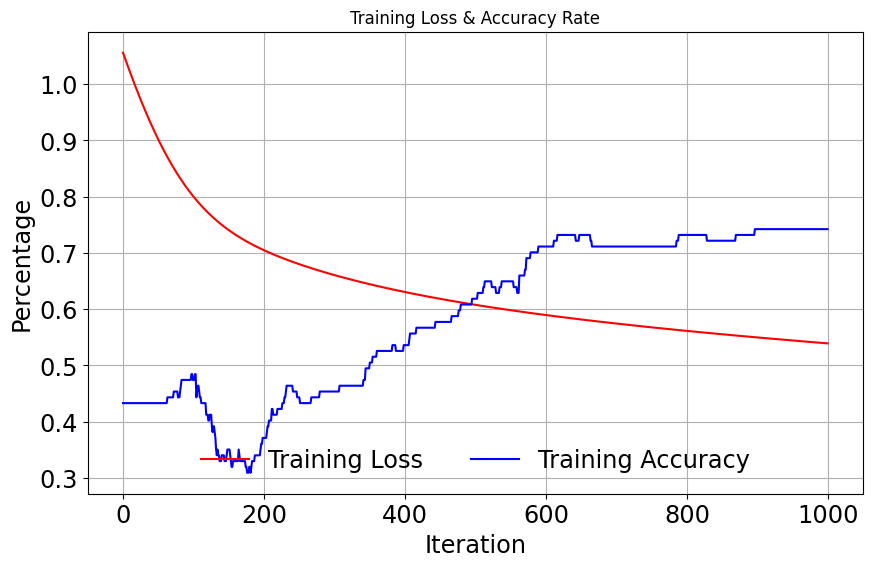 Training Loss & Accuracy Rate
1.0
0.9
0.8
0.7
0.6
0.5
0.4
0.3
Percentage
Training Loss Training Accuracy
0 200 400 600 800 1000
Iteration